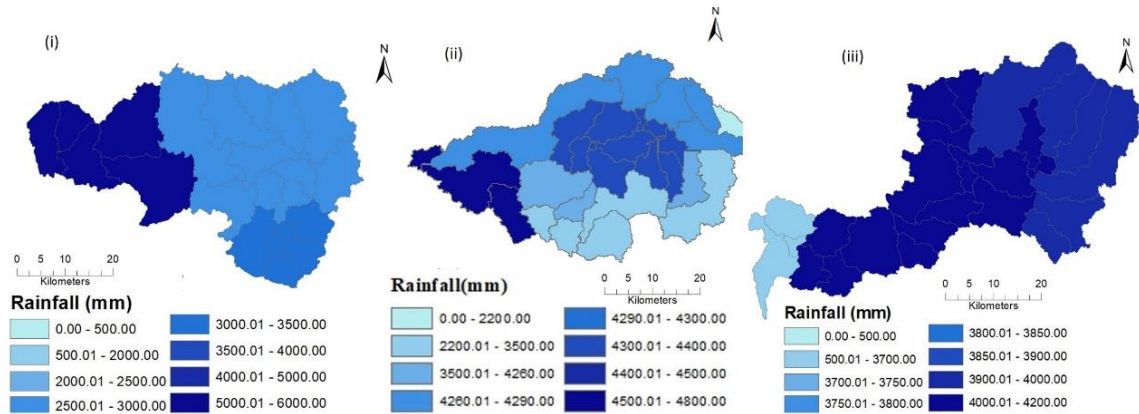 (i)
N
0 5 10 20
Kilometers
Rainfall (mm)
0.00 - 500.00
500.01 - 2000.00
2000.01 - 2500.00
2500.01 - 3000.00
3000.01 - 3500.00
3500.01 - 4000.00
4000.01 - 5000.00
5000.01 - 6000.00
(ii)
N
0 5 10 20
Kilometers
Rainfall(mm)
0.00 - 2200.00
2200.01 - 3500.00
3500.01 - 4260.00
4260.01 - 4290.00
4290.01 - 4300.00
4300.01 - 4400.00
4400.01 - 4500.00
4500.01 - 4800.00
(iii)
N
0 5 10 20
Kilometers
Rainfall (mm)
0.00 - 500.00
500.01 - 3700.00
3700.01 - 3750.00
3750.01 - 3800.00
3800.01 - 3850.00
3850.01 - 3900.00
3900.01 - 4000.00
4000.01 - 4200.00